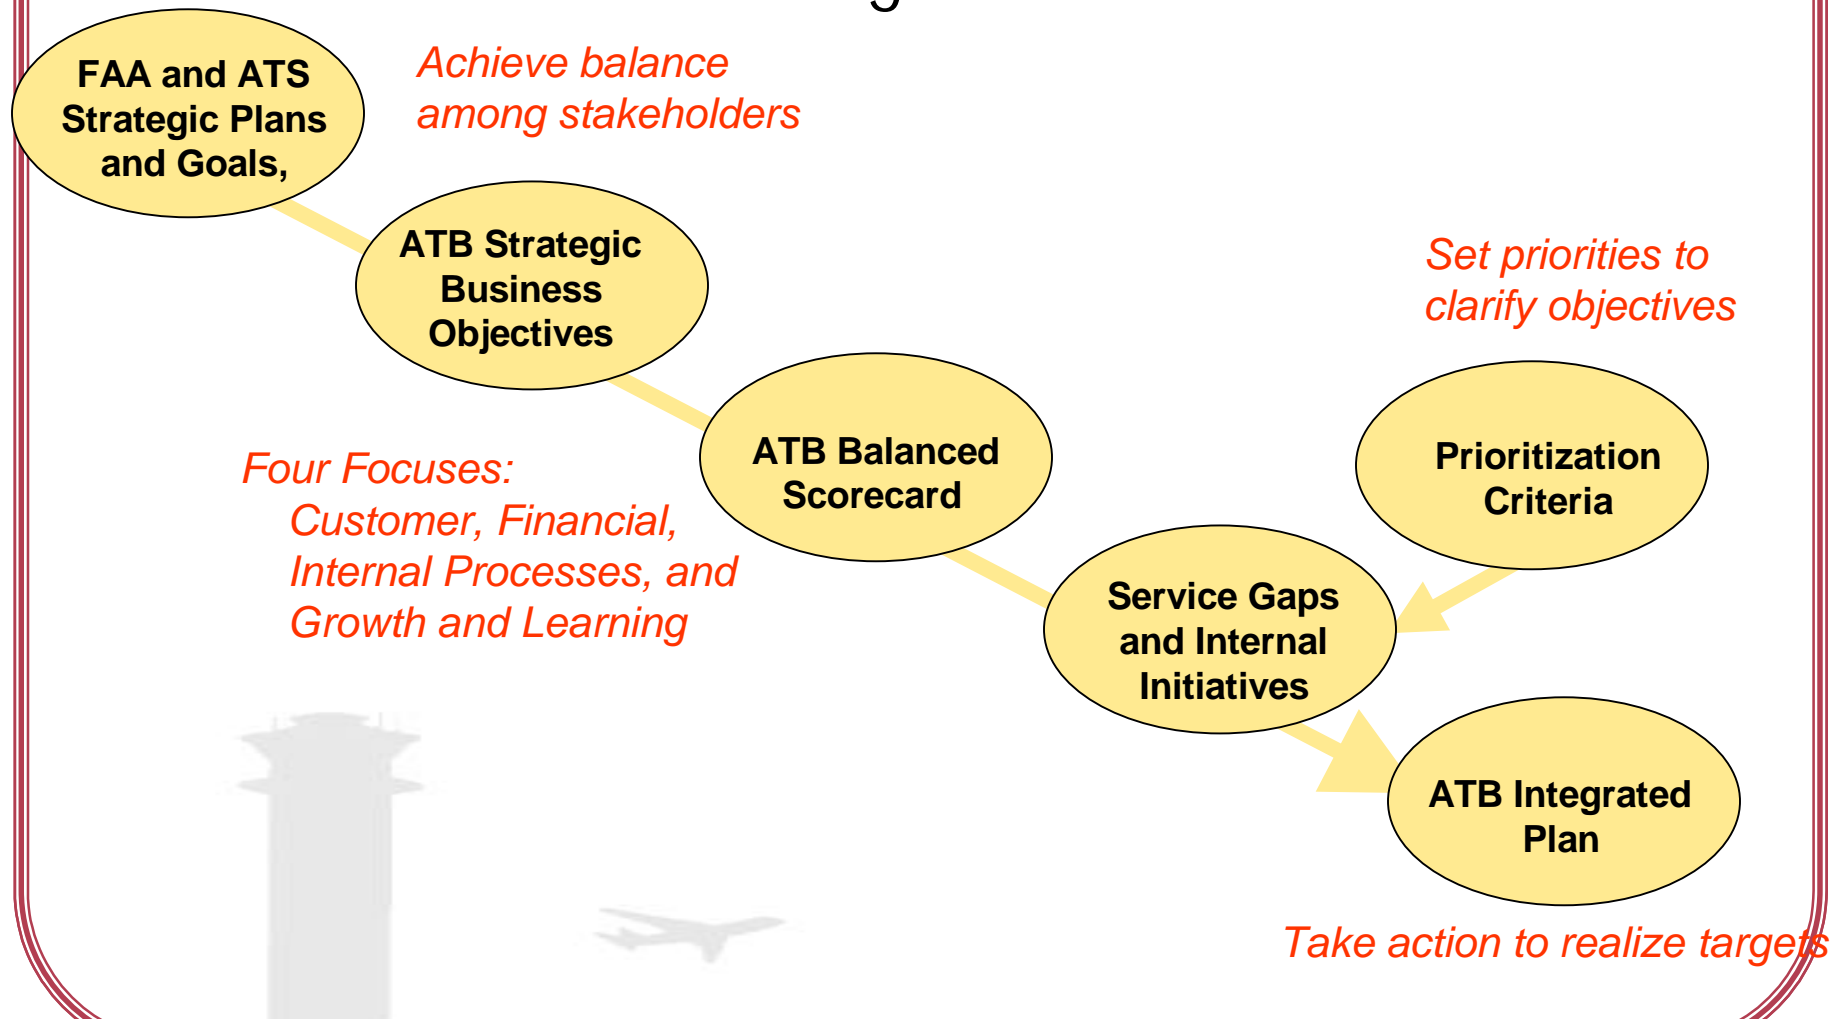 FAA and ATS
Strategic Plans
and Goals,
Achieve balance
among stakeholders
ATB Strategic
Business
Objectives
Set priorities to
clarify objectives
Four Focuses:
Customer, Financial,
Internal Processes, and
Growth and Learning
ATB Balanced
Scorecard
Prioritization
Criteria
Service Gaps
and Internal
Initiatives
ATB Integrated
Plan
Take action to realize targets